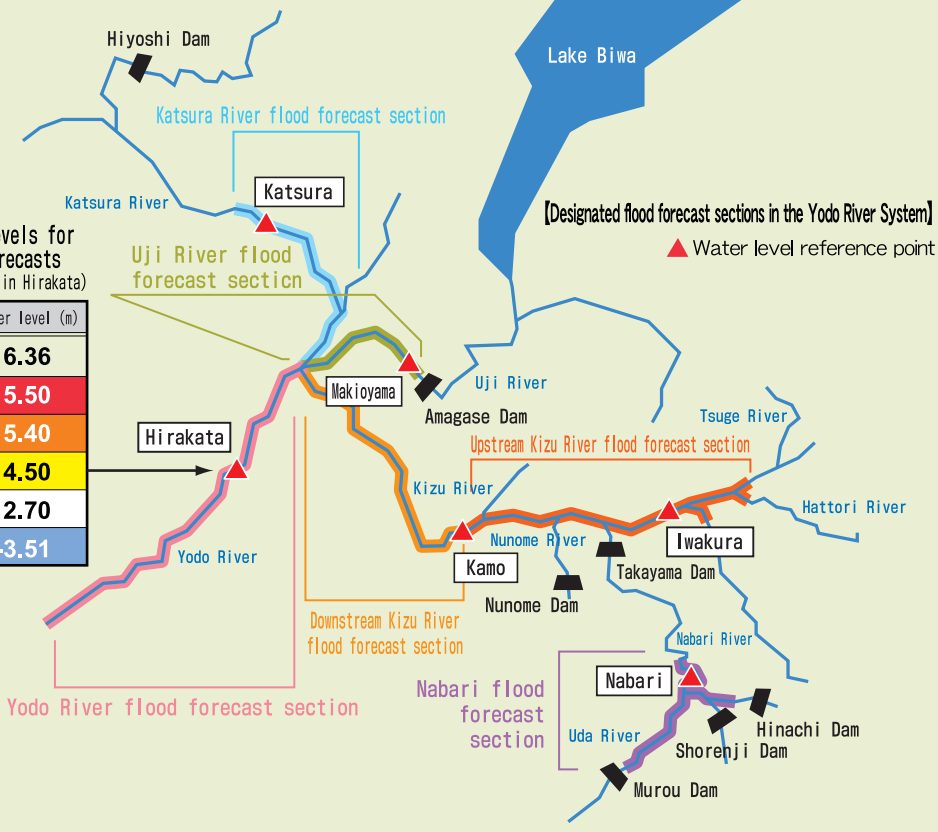 Hiyoshi Dam
Lake Biwa
Katsura River flood forecast section
Katsura
Katsura River
【Designated flood forecast sections in the Yodo River System】
Water level reference point
Uji River flood
forecast secticn
evels for
recasts
in Hirakata)
er level (m)
6.36
5.50
5.40
4.50
2.70
-3.51
Makioyama
Uji River
Amagase Dam
Tsuge River
Hirakata
Upstream Kizu River flood forecast section
Kizu River
Hattori River
Nunome River
Iwakura
Yodo River
Kamo
Takayama Dam
Nunome Dam
Downstream Kizu River
flood forecast section
Nabari River
Nabari
Nabari flood
forecast
section
Yodo River flood forecast section
Uda River
Hinachi Dam
Shorenji Dam
Murou Dam